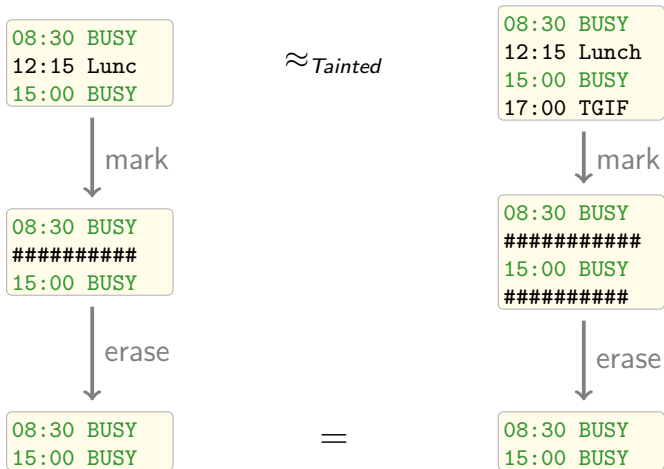 08:30 BUSY
12:15 Lunc
15:00 BUSY
≈Tainted
08:30 BUSY
12:15 Lunch
15:00 BUSY
17:00 TGIF
mark
mark
08:30 BUSY
##########
15:00 BUSY
08:30 BUSY
###########
15:00 BUSY
##########
erase
erase
08:30 BUSY
15:00 BUSY
=
08:30 BUSY
15:00 BUSY